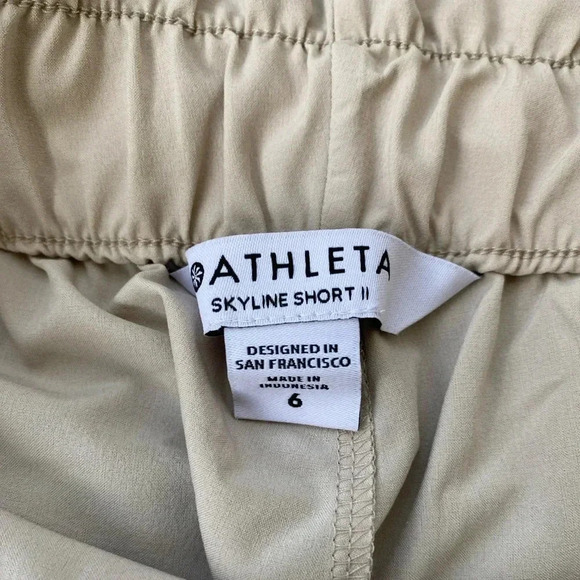 ATHLETA
SKYLINE SHORT II
DESIGNED IN
SAN FRANCISCO
MADE IN
INDONESIA
6